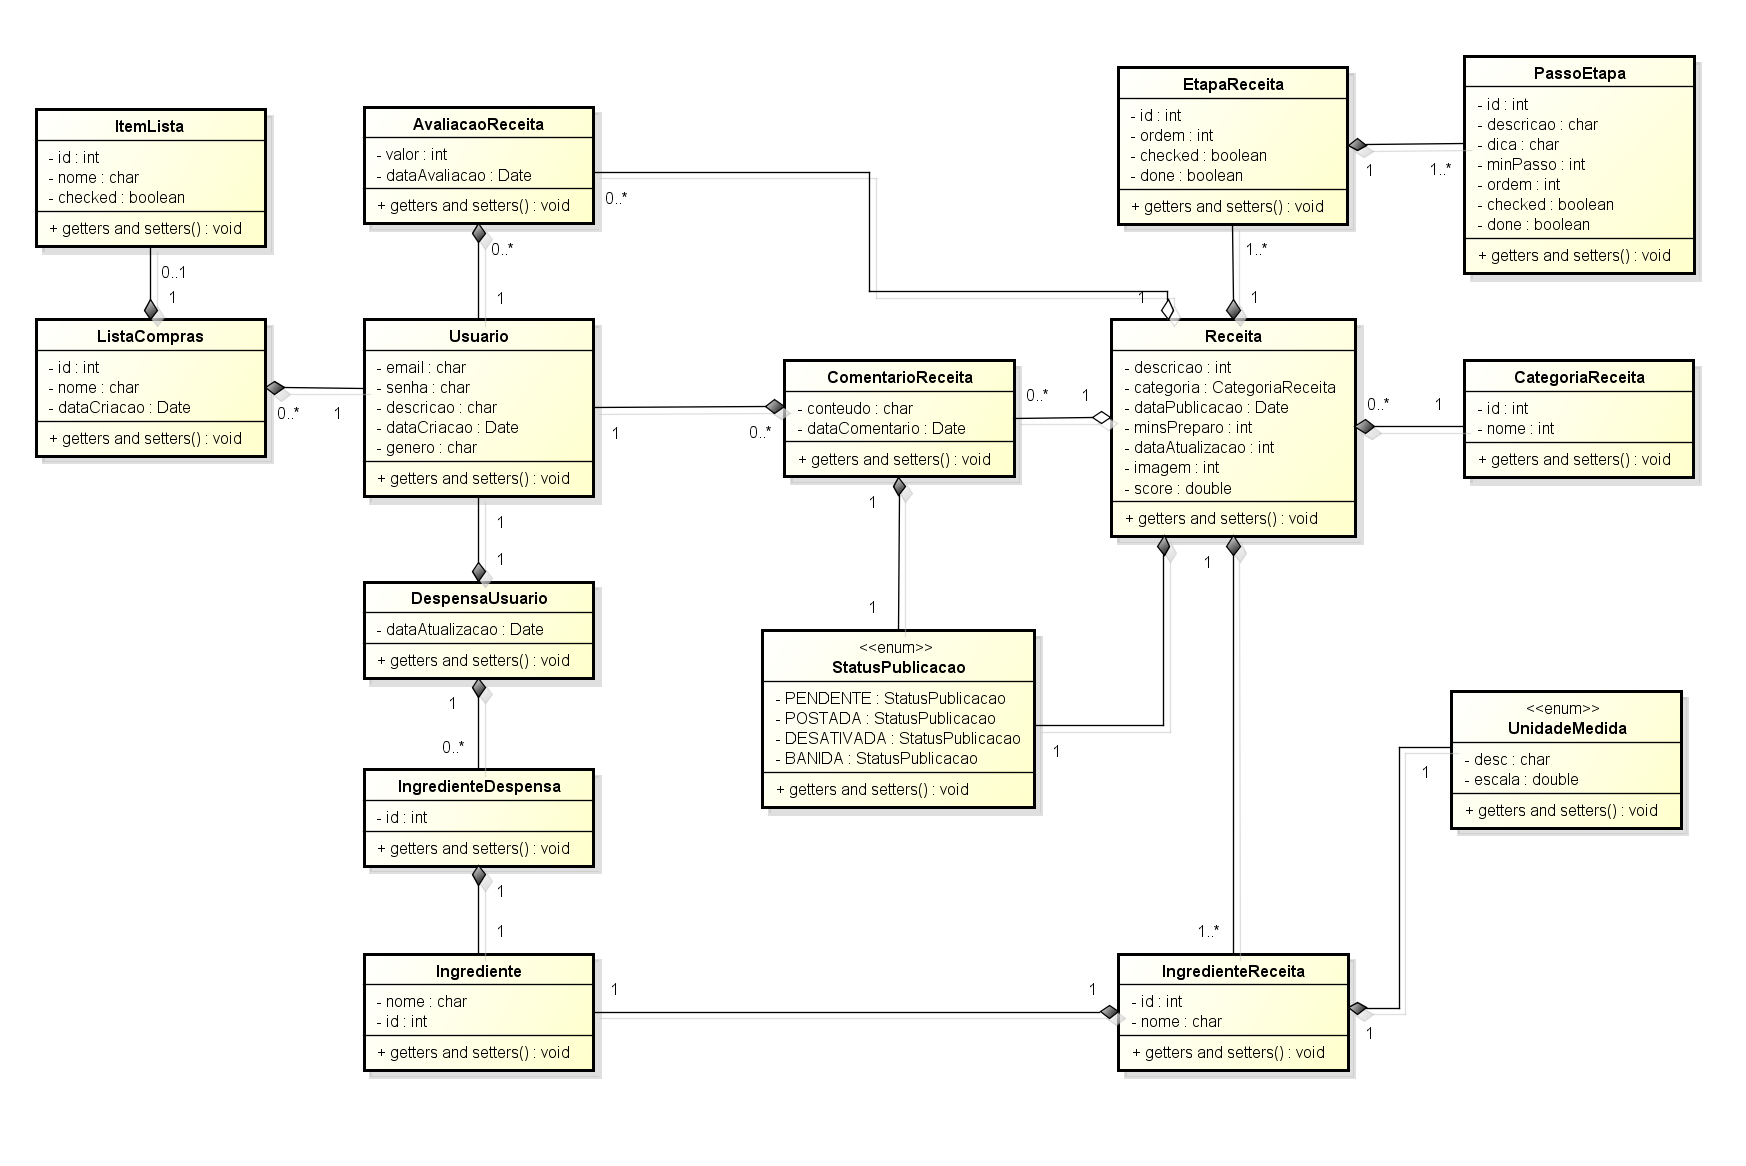 ItemLista
- id : int
- nome : char
- checked : boolean
+ getters and setters() : void
0..1
1
ListaCompras
- id : int
- nome : char
- dataCriacao : Date
+ getters and setters() : void
0..*
1
AvaliacaoReceita
- valor : int
- dataAvaliacao : Date
+ getters and setters() : void
0..*
1
0..*
1
Usuario
- email : char
- senha : char
- descricao : char
- dataCriacao : Date
- genero : char
+ getters and setters() : void
1
0..*
1
1
DespensaUsuario
- dataAtualizacao : Date
+ getters and setters() : void
1
0..*
IngredienteDespensa
- id : int
+ getters and setters() : void
1
1
Ingrediente
- nome : char
- id : int
+ getters and setters() : void
1
1
ComentarioReceita
- conteudo : char
- dataComentario : Date
+ getters and setters() : void
0..*
1
1
1
<<enum>>
StatusPublicacao
- PENDENTE : StatusPublicacao
- POSTADA : StatusPublicacao
- DESATIVADA : StatusPublicacao
- BANIDA : StatusPublicacao
+ getters and setters() : void
1
EtapaReceita
- id : int
- ordem : int
- checked : boolean
- done : boolean
+ getters and setters() : void
1
1..*
1..*
1
PassoEtapa
- id : int
- descricao : char
- dica : char
- minPasso : int
- ordem : int
- checked : boolean
- done : boolean
+ getters and setters() : void
Receita
- descricao : int
- categoria : CategoriaReceita
- dataPublicacao : Date
- minsPreparo : int
- dataAtualizacao : int
- imagem : int
- score : double
+ getters and setters() : void
0..*
1
CategoriaReceita
- id : int
- nome : int
+ getters and setters() : void
1
1..*
IngredienteReceita
- id : int
- nome : char
+ getters and setters() : void
1
1
<<enum>>
UnidadeMedida
- desc : char
- escala : double
+ getters and setters() : void